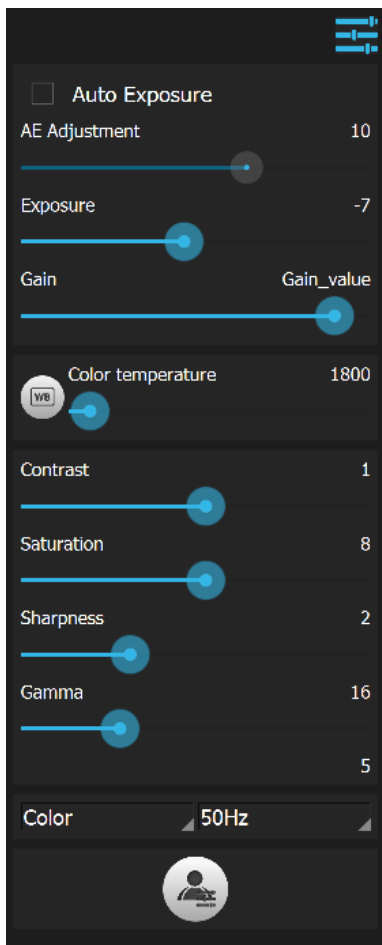 Auto Exposure
AE Adjustment 10
Exposure -7
Gain Gain_value
Color temperature 1800
WB
Contrast 1
Saturation 8
Sharpness 2
Gamma 16
5
Color 50Hz